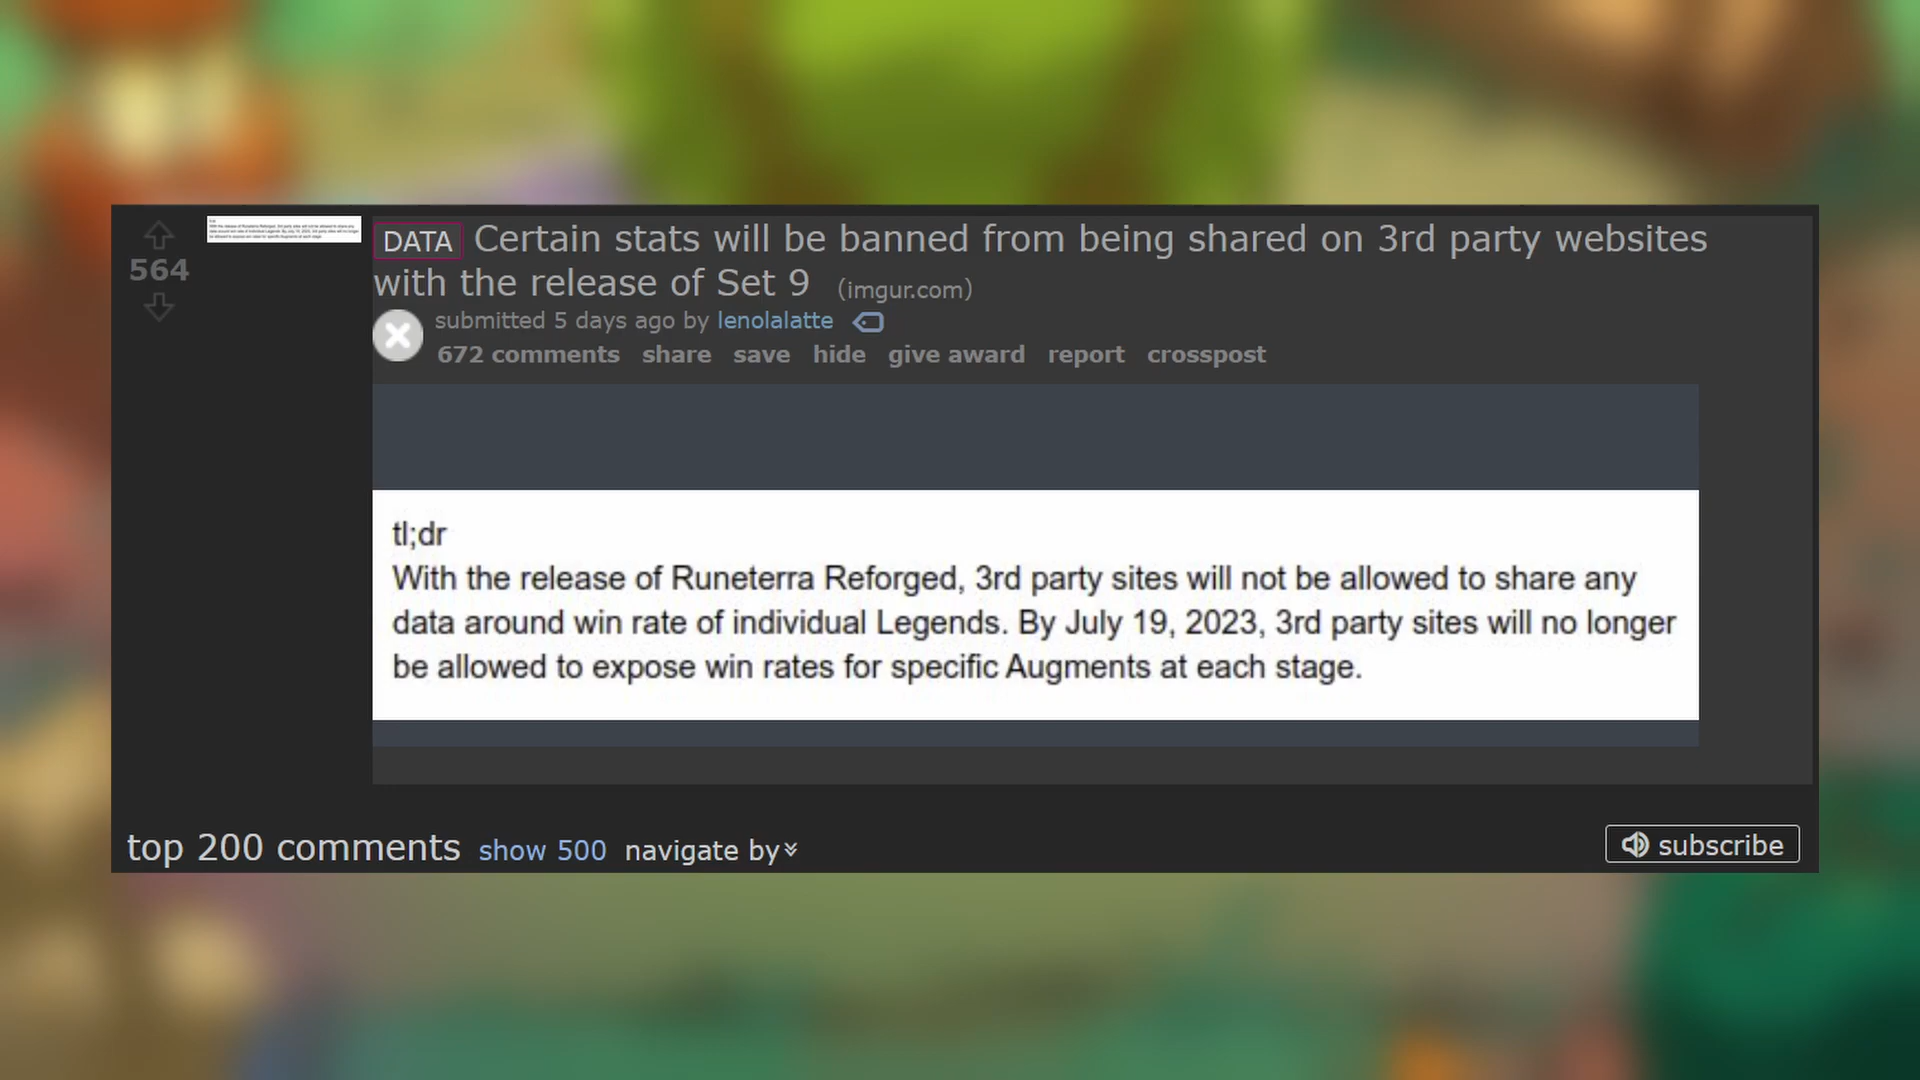 564
DATA Certain stats will be banned from being shared on 3rd party websites
with the release of Set 9 (imgur.com)
submitted 5 days ago by lenolalatte
672 comments share save hide give award report crosspost
tl;dr
With the release of Runeterra Reforged, 3rd party sites will not be allowed to share any
data around win rate of individual Legends. By July 19, 2023, 3rd party sites will no longer
be allowed to expose win rates for specific Augments at each stage.
top 200 comments show 500 navigate by
subscribe